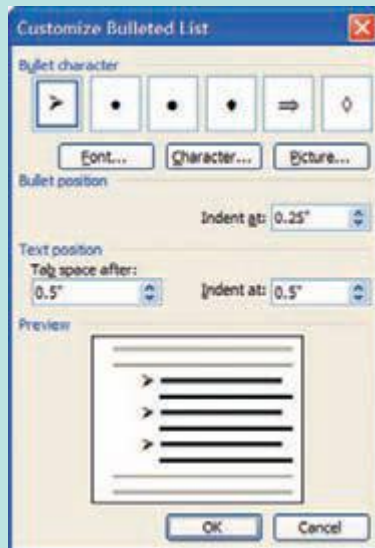 Customize Bulleted List
Bullet character
Font... Character... Picture...
Bullet position
Indent at: 0.25"
Text position
Tab space after:
0.5" Indent at: 0.5"
Preview
OK Cancel